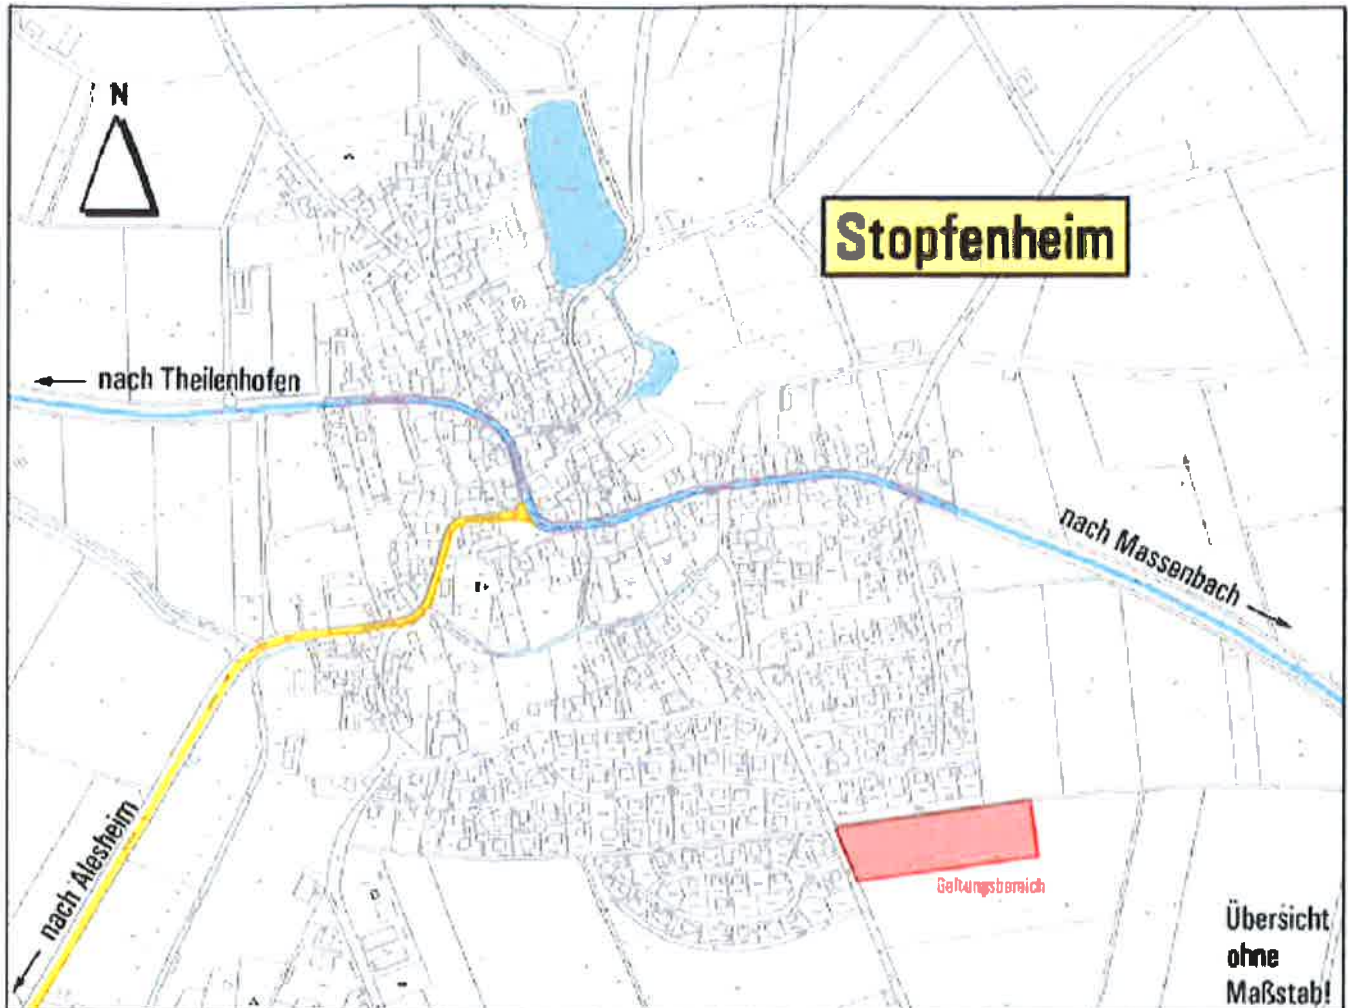 N
Stopfenheim
nach Theilenhofen
nach Massenbach
nach Alesheim
Geltungsbereich
Übersicht
ohne
Maßstab!